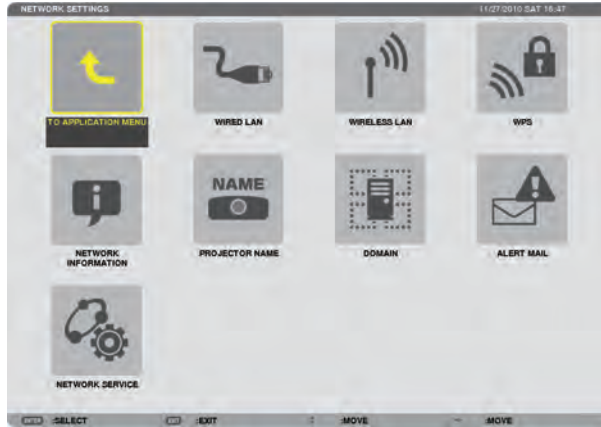 NETWORK SETTINGS
11/27/2010 SAT 16:47
TO APPLICATION MENU
WIRED LAN
WIRELESS LAN
WPS
NAME
NETWORK
INFORMATION
PROJECTOR NAME
DOMAIN
ALERT MAIL
NETWORK SERVICE
:SELECT
:EXIT
:MOVE
:MOVE